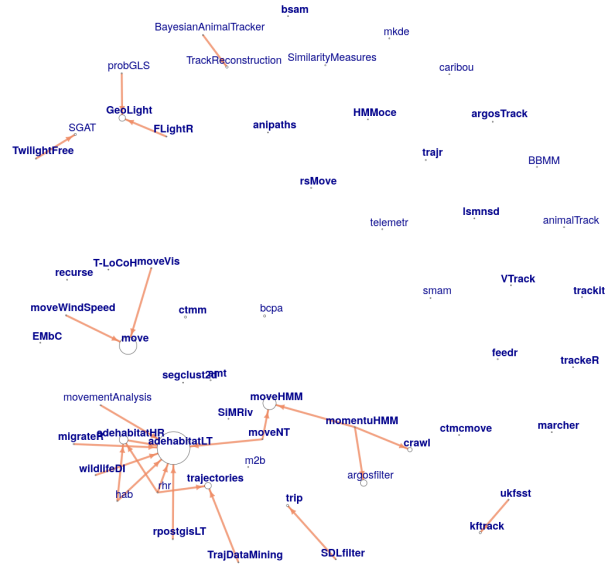 bsam
BayesianAnimalTracker
mkde
TrackReconstruction
SimilarityMeasures
probGLS
caribou
GeoLight
HMMoce
argosTrack
SGAT
FLightR
anipaths
TwilightFree
trajr
BBMM
rsMove
lsmnsd
telemetr
animalTrack
T-LoCoH
moveVis
recurse
VTrack
smam
trackit
moveWindSpeed
ctmm
bcpa
EMbC
move
feedr
trackeR
segclust2d
amt
movementAnalysis
moveHMM
SiMRiv
momentuHMM
marcher
adehabitatHR
migrateR
adehabitatLT
moveNT
ctmcmove
crawl
m2b
wildlifeDI
argosfilter
trajectories
rhr
hab
trip
ukfsst
kftrack
rpostgisLT
TrajDataMining
SDLfilter